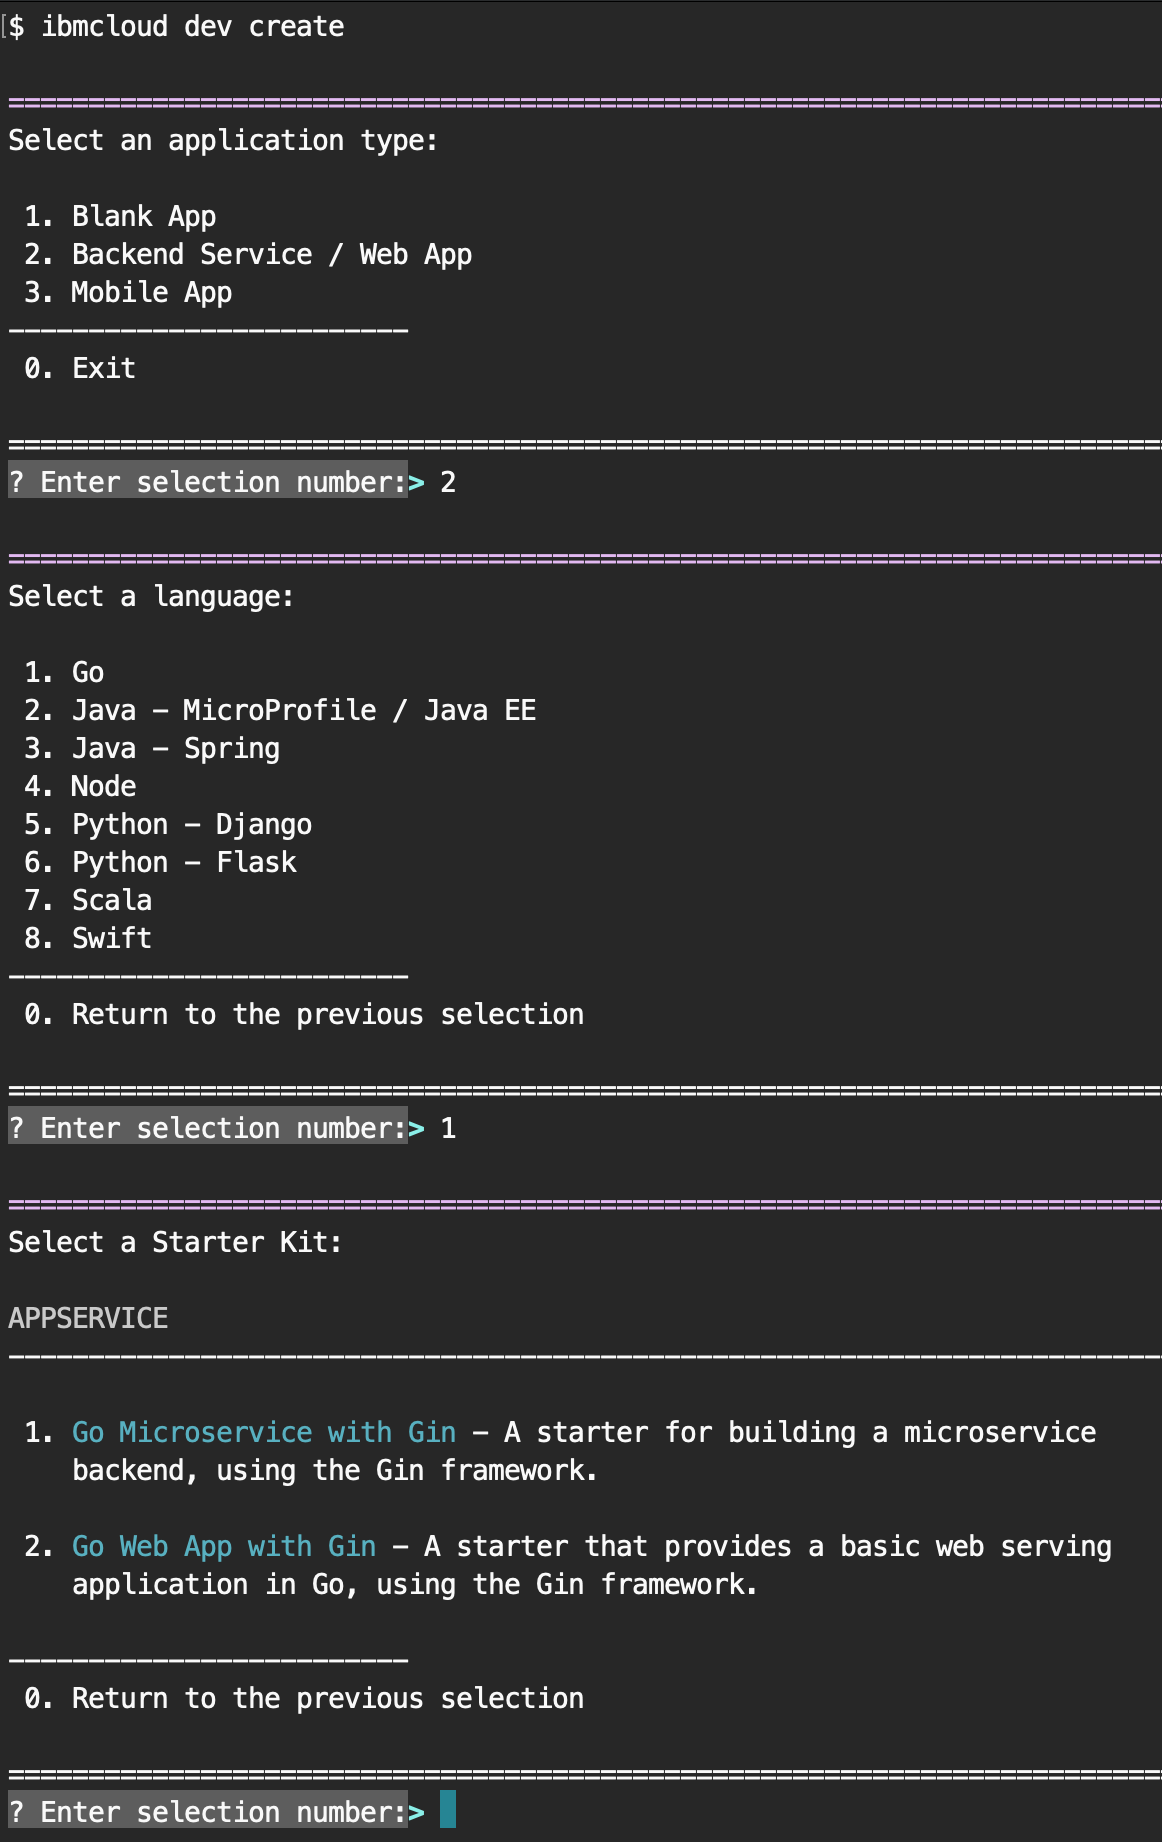 [$ ibmcloud dev create
========================================================================
Select an application type:
 1. Blank App
 2. Backend Service / Web App
 3. Mobile App
-------------------------
 0. Exit
========================================================================
? Enter selection number:> 2
========================================================================
Select a language:
 1. Go
 2. Java - MicroProfile / Java EE
 3. Java - Spring
 4. Node
 5. Python - Django
 6. Python - Flask
 7. Scala
 8. Swift
-------------------------
 0. Return to the previous selection
========================================================================
? Enter selection number:> 1
========================================================================
Select a Starter Kit:
APPSERVICE
------------------------------------------------------------------------
 1. Go Microservice with Gin - A starter for building a microservice
    backend, using the Gin framework.
 2. Go Web App with Gin - A starter that provides a basic web serving
    application in Go, using the Gin framework.
-------------------------
 0. Return to the previous selection
========================================================================
? Enter selection number:>